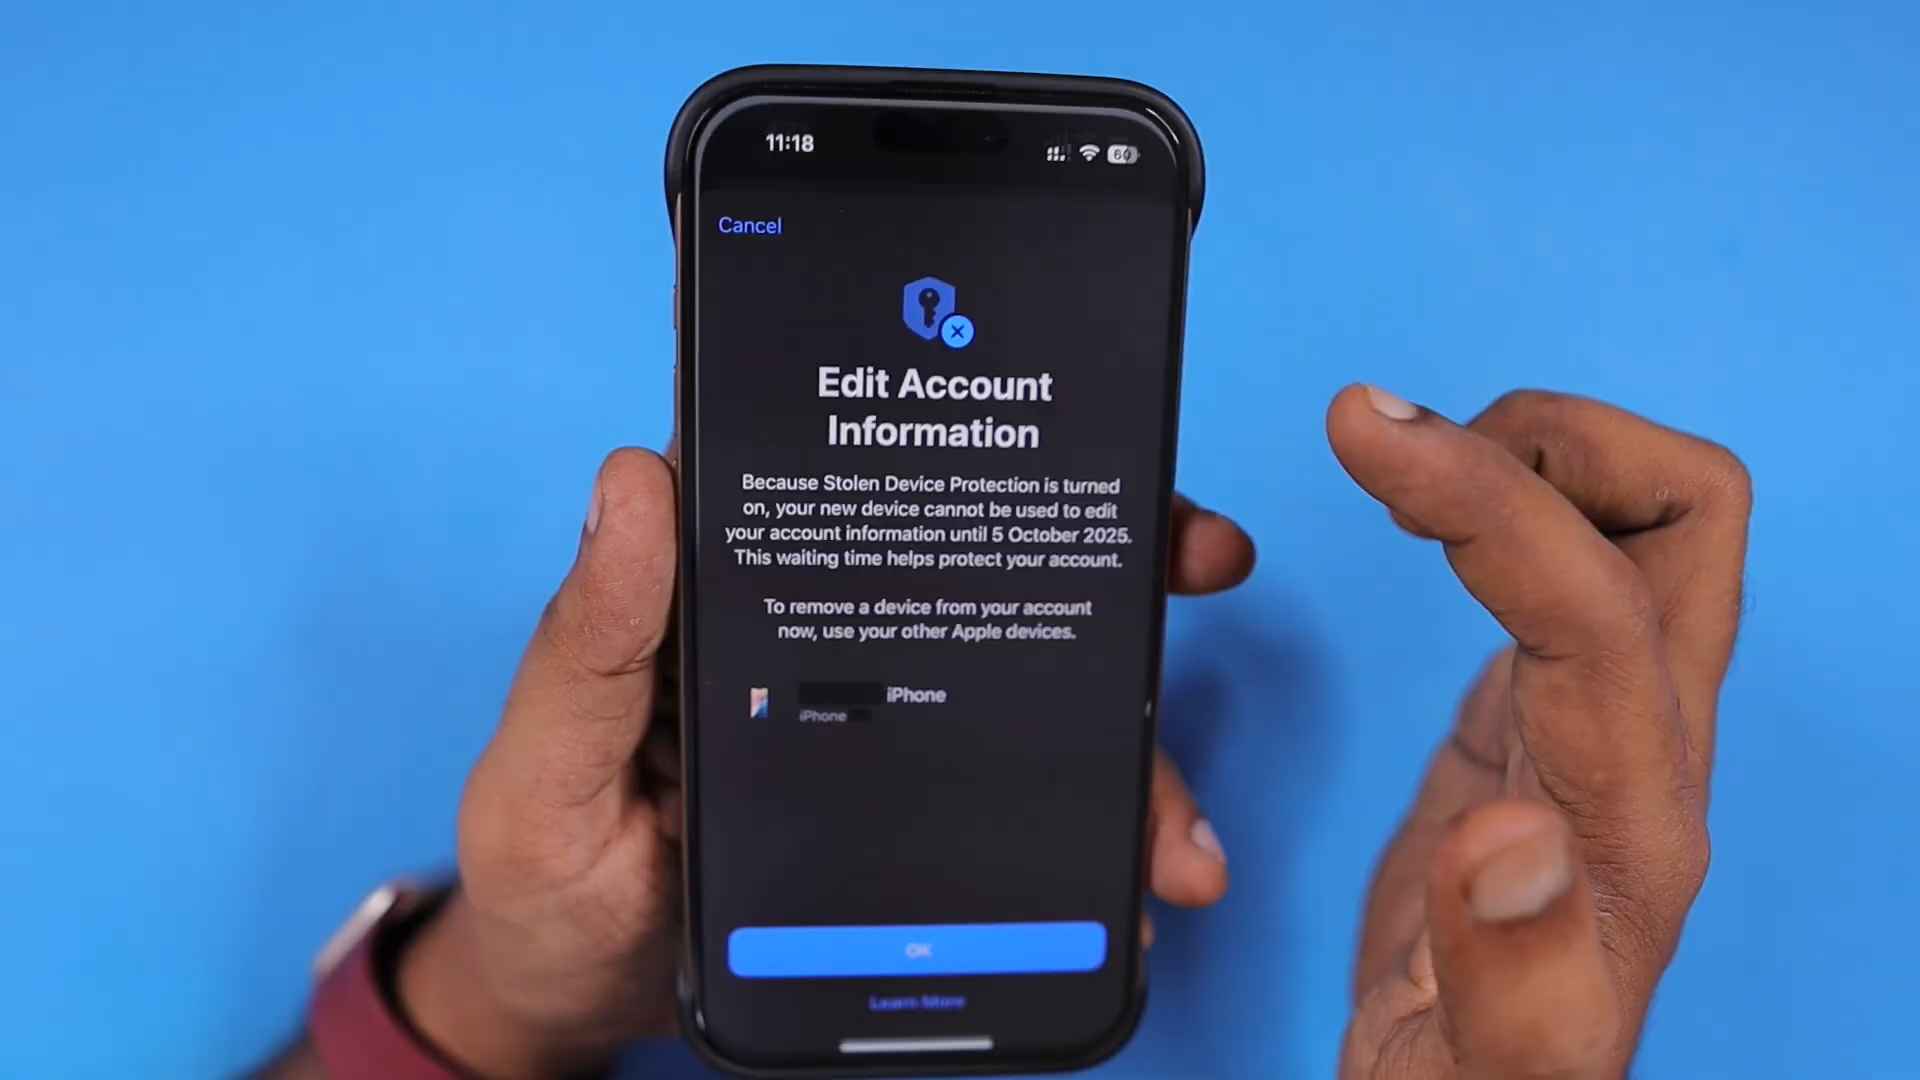 11:18
60
Cancel
Edit Account
Information
Because Stolen Device Protection is turned
on, your new device cannot be used to edit
your account information until 5 October 2025.
This waiting time helps protect your account.
To remove a device from your account
now, use your other Apple devices.
iPhone
iPhone
OK
Learn More